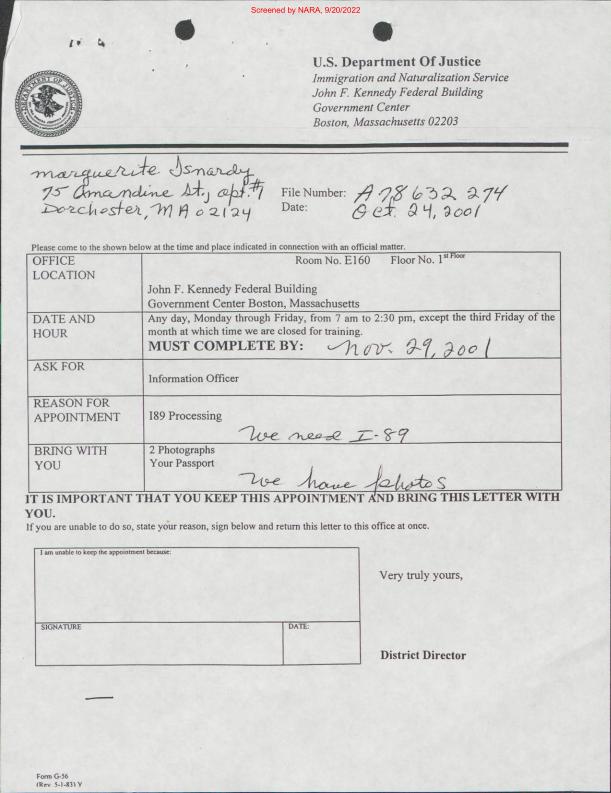 Screened by NARA, 9/20/2022
U.S. Department Of Justice
Immigration and Naturalization Service
John F. Kennedy Federal Building
Government Center
Boston, Massachusetts 02203
marguerite Isnardy
75 Amandine St., apt. #1
Dorchester, MA 02124
File Number: A78 632 274
Date: Oct. 24, 2001
Please come to the shown below at the time and place indicated in connection with an official matter.
OFFICE LOCATION
Room No. E160 Floor No. 1st Floor
John F. Kennedy Federal Building
Government Center Boston, Massachusetts
DATE AND HOUR
Any day, Monday through Friday, from 7 am to 2:30 pm, except the third Friday of the
month at which time we are closed for training.
MUST COMPLETE BY: Nov. 29, 2001
ASK FOR
Information Officer
REASON FOR APPOINTMENT
I89 Processing
We need I-89
BRING WITH YOU
2 Photographs
Your Passport
We have photos
IT IS IMPORTANT THAT YOU KEEP THIS APPOINTMENT AND BRING THIS LETTER WITH
YOU.
If you are unable to do so, state your reason, sign below and return this letter to this office at once.
I am unable to keep the appointment because:
Very truly yours,
SIGNATURE
DATE:
District Director
Form G-56
(Rev. 5-1-83) Y